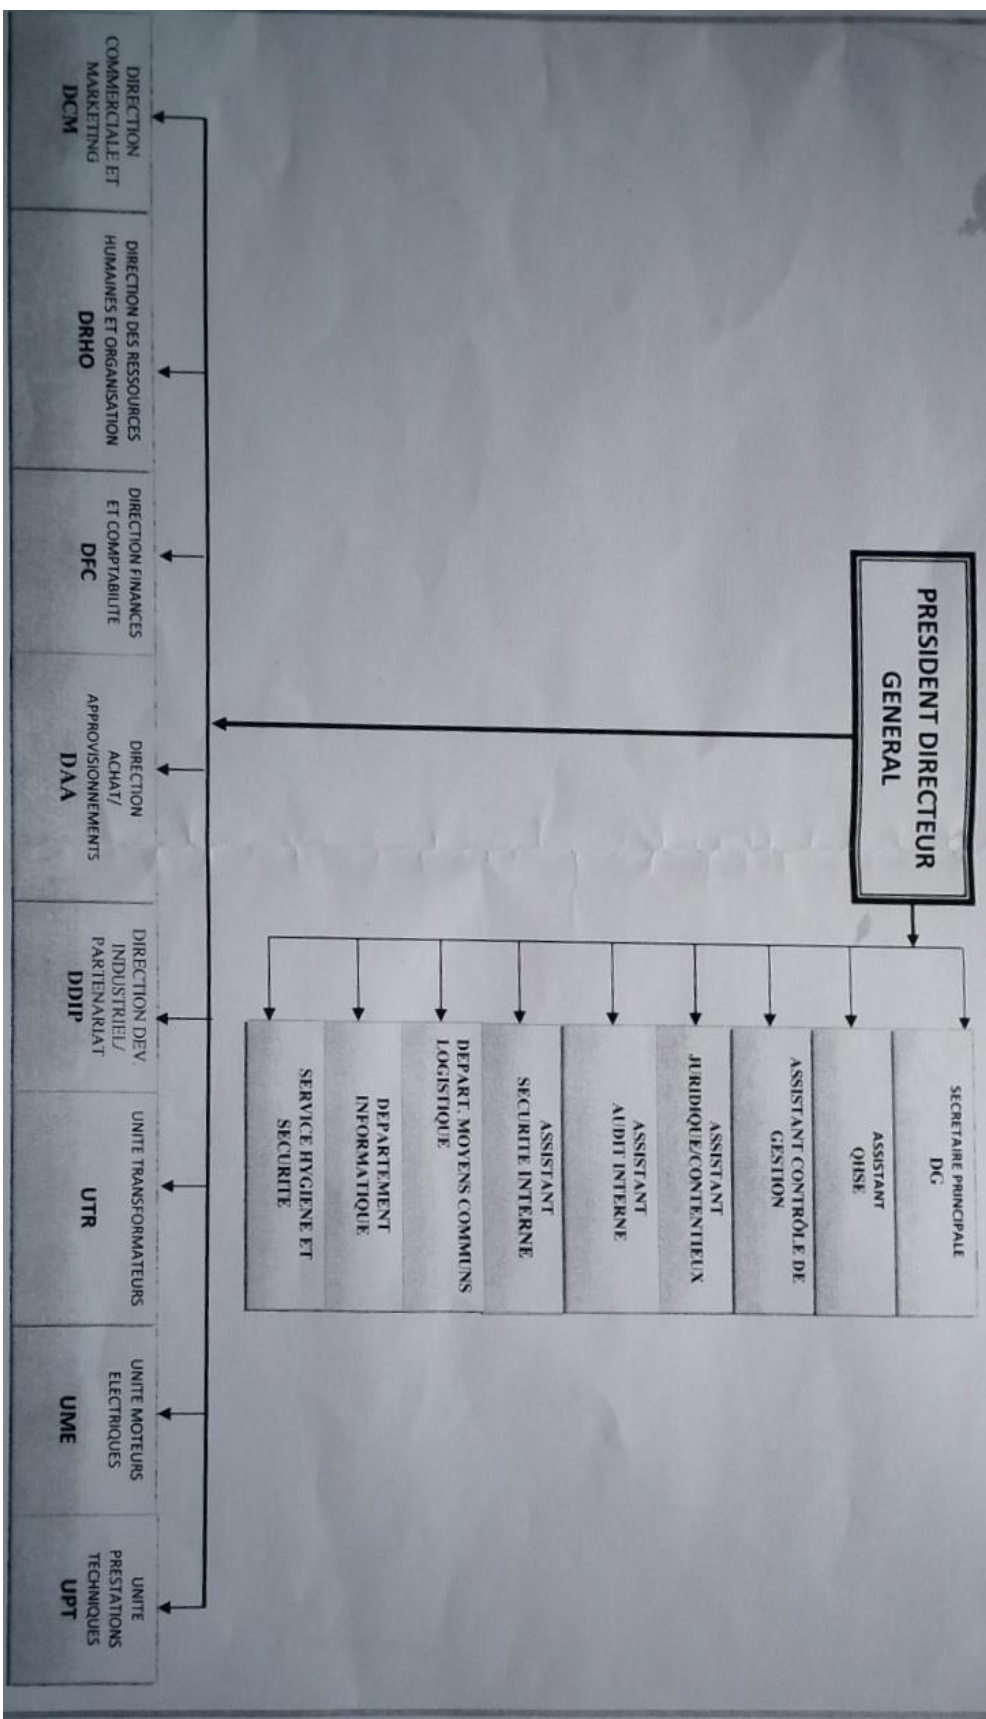 PRESIDENT DIRECTEUR
GENERAL
SECRETAIRE PRINCIPALE
DG
ASSISTANT
QHSE
ASSISTANT CONTRÔLE DE
GESTION
ASSISTANT
JURIDIQUE/CONTENTIEUX
ASSISTANT
AUDIT INTERNE
ASSISTANT
SECURITE INTERNE
DEPART. MOYENS COMMUNS
LOGISTIQUE
DEPARTEMENT
INFORMATIQUE
SERVICE HYGIENE ET
SECURITE
DIRECTION
COMMERCIALE ET
MARKETING
DCM
DIRECTION DES RESSOURCES
HUMAINES ET ORGANISATION
DRHO
DIRECTION FINANCES
ET COMPTABILITE
DFC
DIRECTION
ACHAT/
APPROVISIONNEMENTS
DAA
DIRECTION DEV.
INDUSTRIEL/
PARTENARIAT
DDIP
UNITE TRANSFORMATEURS
UTR
UNITE MOTEURS
ELECTRIQUES
UME
UNITE
PRESTATIONS
TECHNIQUES
UPT